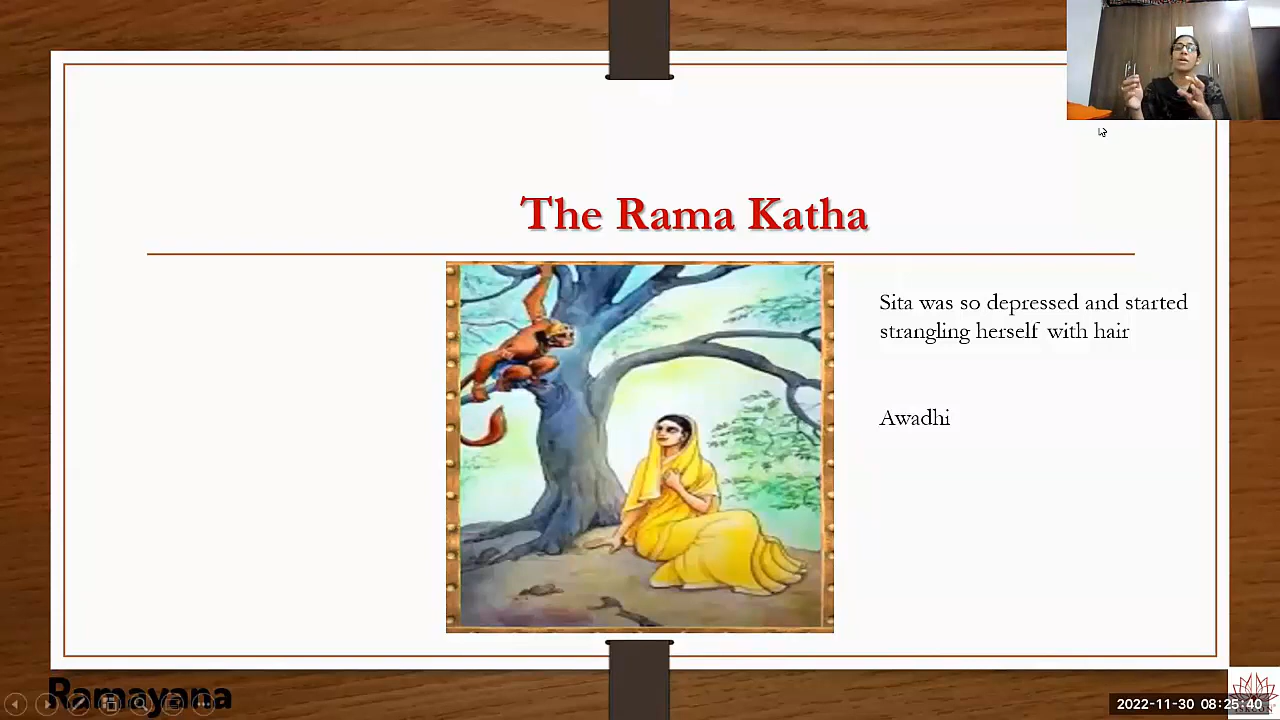 The Rama Katha
Sita was so depressed and started
strangling herself with hair
Awadhi
Ramayana
2022-11-30 08:25:40